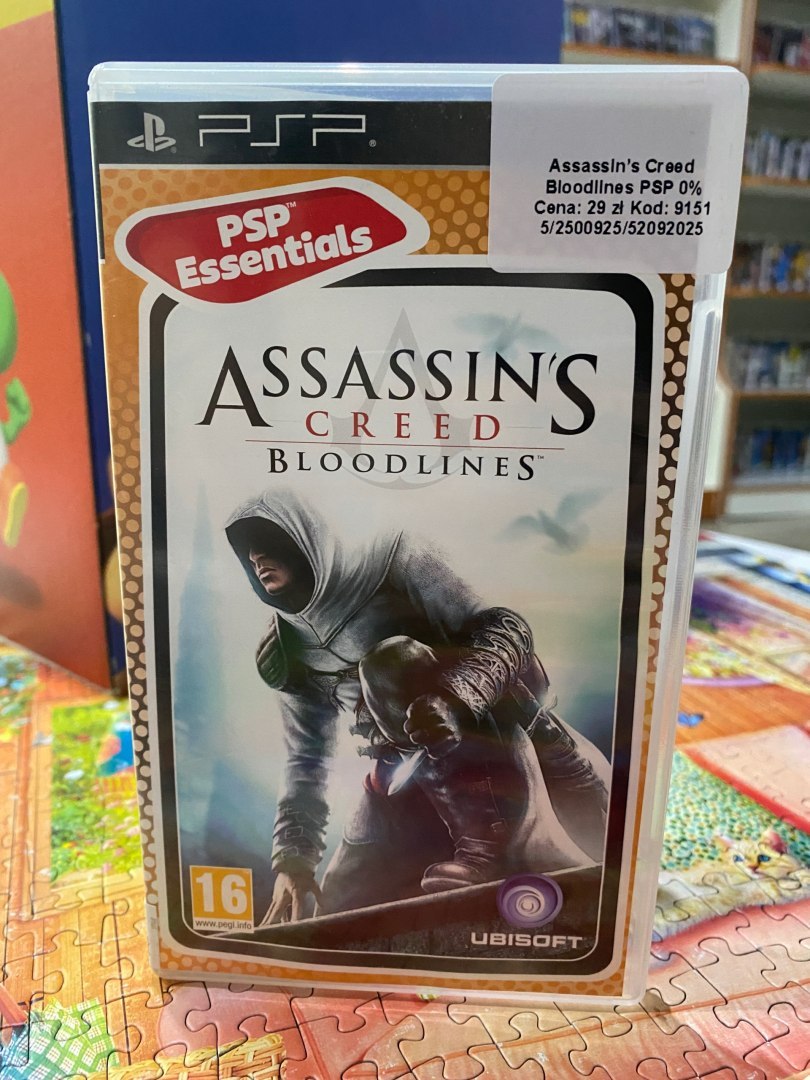 PSP®
Assassin's Creed
Bloodlines PSP 0%
Cena: 29 zł Kod: 9151
5/2500925/52092025
PSP™
Essentials
ASSASSIN'S
CREED
BLOODLINES™
16
www.pegi.info
UBISOFT